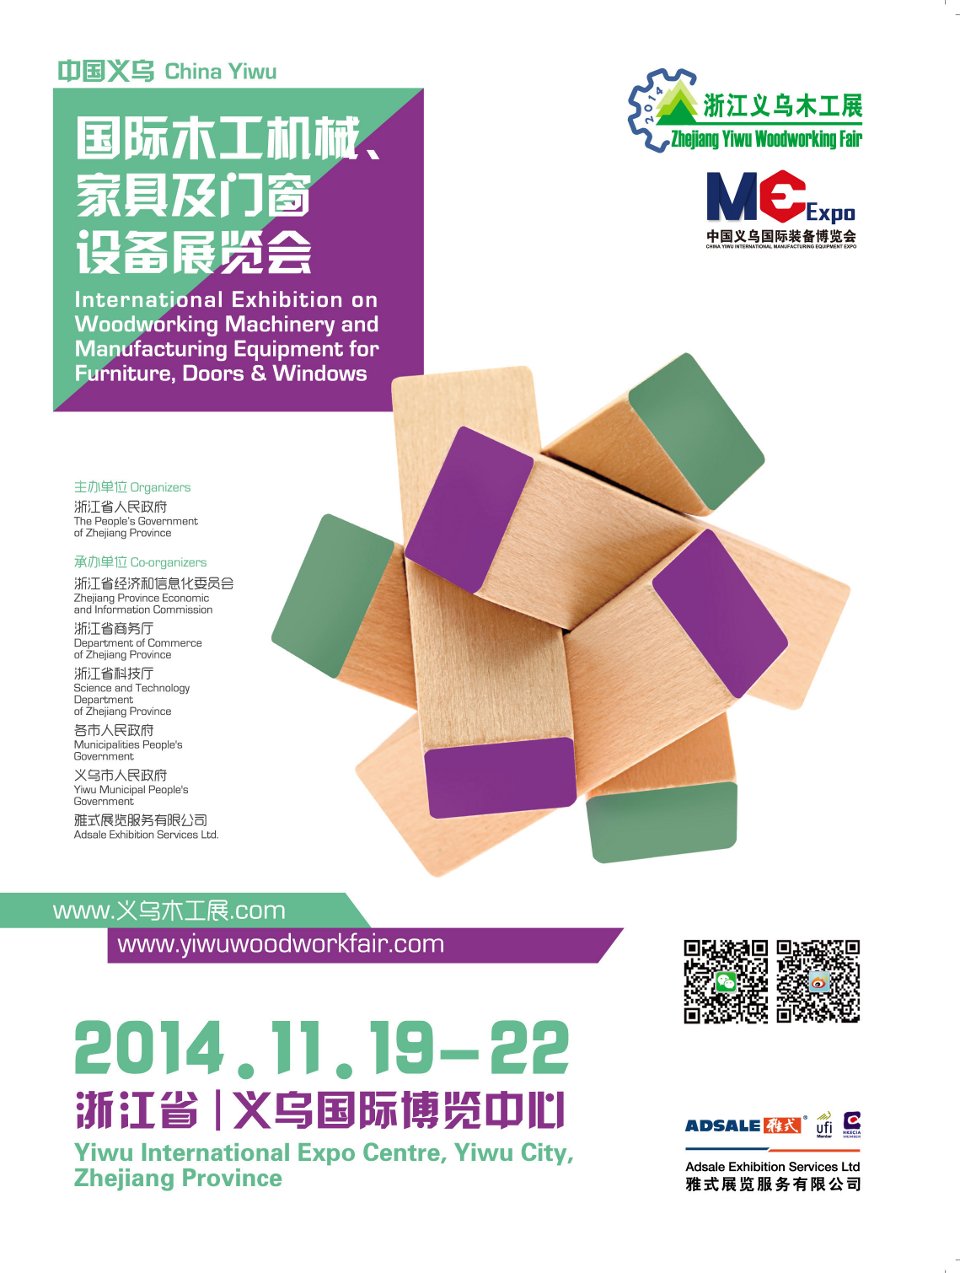 中国义乌 China Yiwu
国际木工机械、
家具及门窗
设备展览会
International Exhibition on
Woodworking Machinery and
Manufacturing Equipment for
Furniture, Doors & Windows
2014
浙江义乌木工展
Zhejiang Yiwu Woodworking Fair
ME Expo
中国义乌国际装备博览会
CHINA YIWU INTERNATIONAL MANUFACTURING EQUIPMENT EXPO
主办单位 Organizers
浙江省人民政府
The People's Government
of Zhejiang Province
承办单位 Co-organizers
浙江省经济和信息化委员会
Zhejiang Province Economic
and Information Commission
浙江省商务厅
Department of Commerce
of Zhejiang Province
浙江省科技厅
Science and Technology
Department
of Zhejiang Province
各市人民政府
Municipalities People's
Government
义乌市人民政府
Yiwu Municipal People's
Government
雅式展览服务有限公司
Adsale Exhibition Services Ltd.
www.义乌木工展.com
www.yiwuwoodworkfair.com
2014.11.19-22
浙江省 | 义乌国际博览中心
Yiwu International Expo Centre, Yiwu City,
Zhejiang Province
ADSALE 雅式®
ufi
Member
HKECIA
MEMBER
Adsale Exhibition Services Ltd
雅式展览服务有限公司